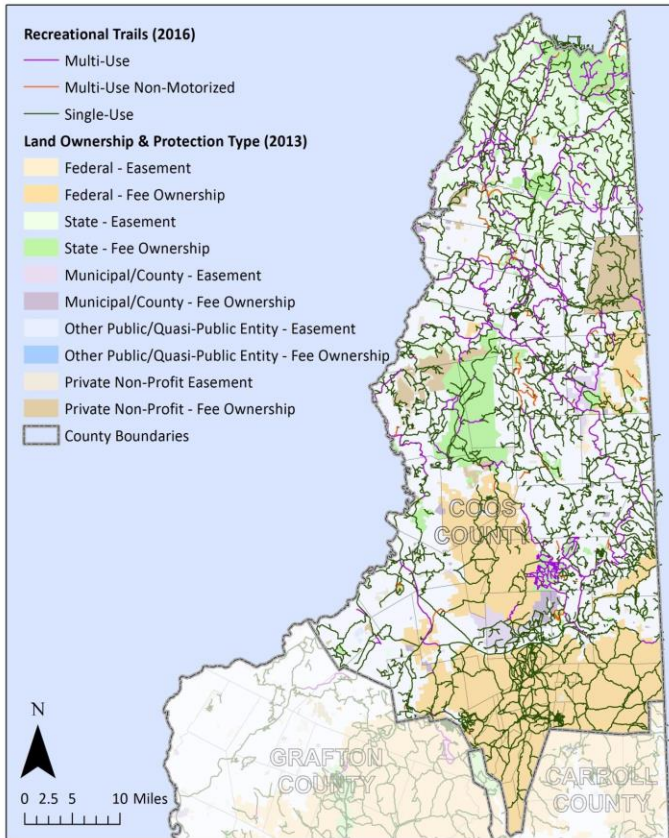 Recreational Trails (2016)
Multi-Use
Multi-Use Non-Motorized
Single-Use
Land Ownership & Protection Type (2013)
Federal - Easement
Federal - Fee Ownership
State - Easement
State - Fee Ownership
Municipal/County - Easement
Municipal/County - Fee Ownership
Other Public/Quasi-Public Entity - Easement
Other Public/Quasi-Public Entity - Fee Ownership
Private Non-Profit Easement
Private Non-Profit - Fee Ownership
County Boundaries
COOS
COUNTY
GRAFTON
COUNTY
CARROLL
COUNTY
N
0 2.5 5 10 Miles